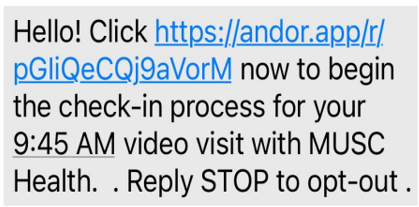 Hello! Click https://andor.app/r/
pGliQeCQj9aVorM now to begin
the check-in process for your
9:45 AM video visit with MUSC
Health.  . Reply STOP to opt-out .